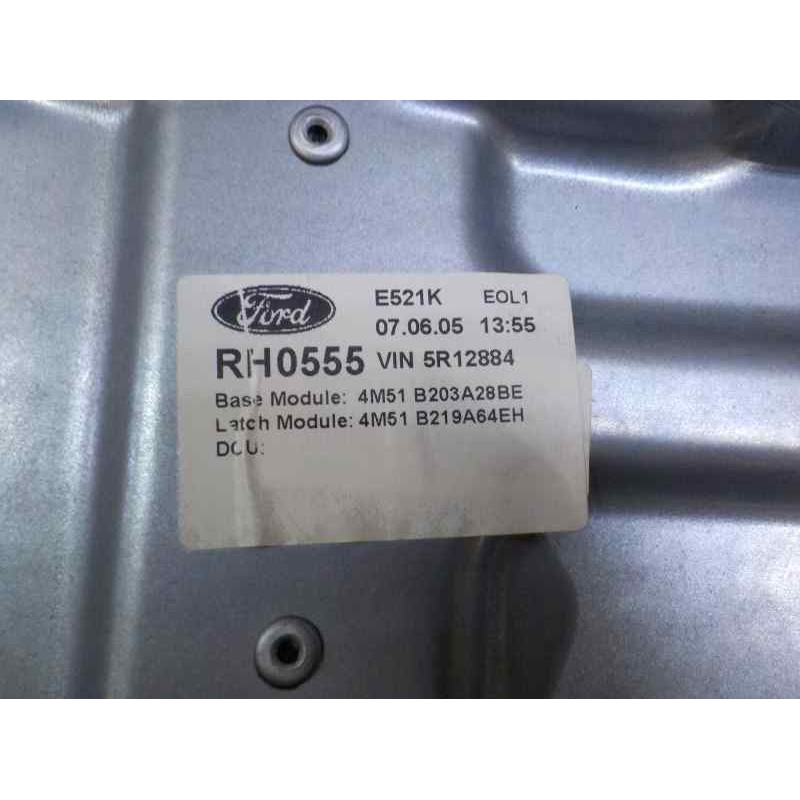 Ford
E521K EOL1
07.06.05 13:55
RH0555 VIN 5R12884
Base Module: 4M51 B203A28BE
Latch Module: 4M51 B219A64EH
DCU: